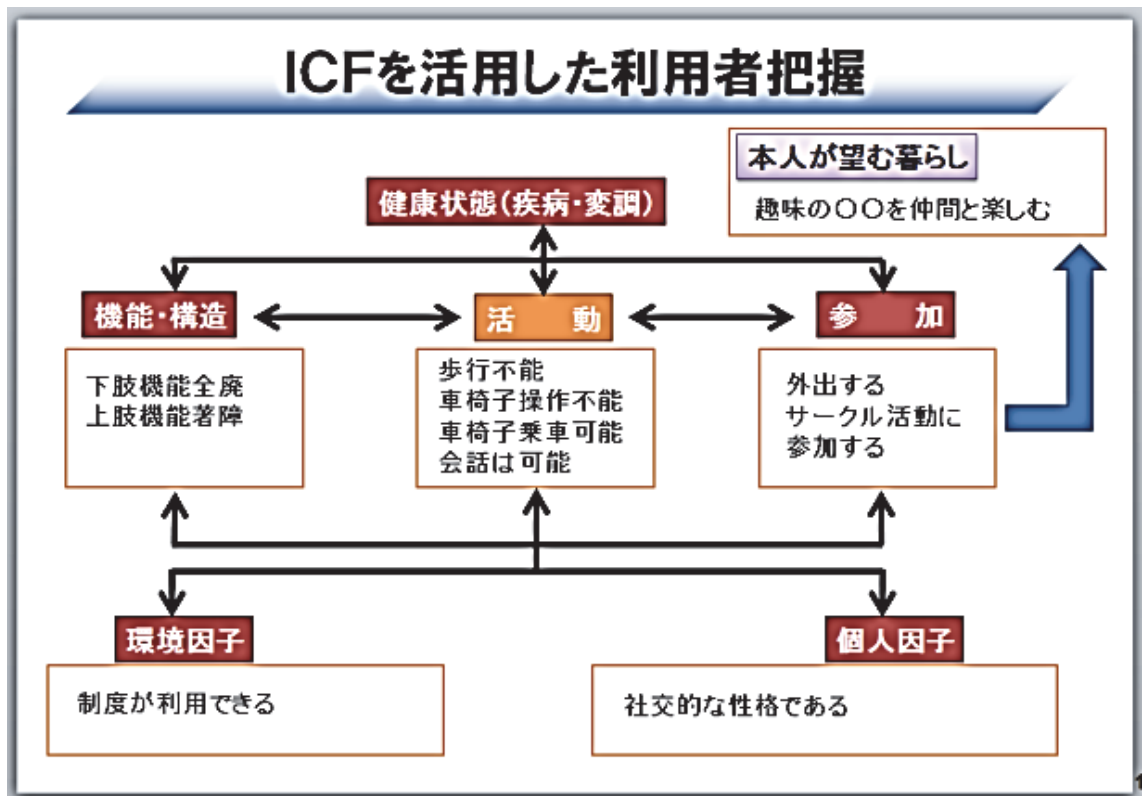 ICFを活用した利用者把握
本人が望む暮らし
趣味の〇〇を仲間と楽しむ
健康状態(疾病・変調)
機能・構造
活　動
参　加
下肢機能全廃
上肢機能著障
歩行不能
車椅子操作不能
車椅子乗車可能
会話は可能
外出する
サークル活動に
参加する
環境因子
個人因子
制度が利用できる
社交的な性格である